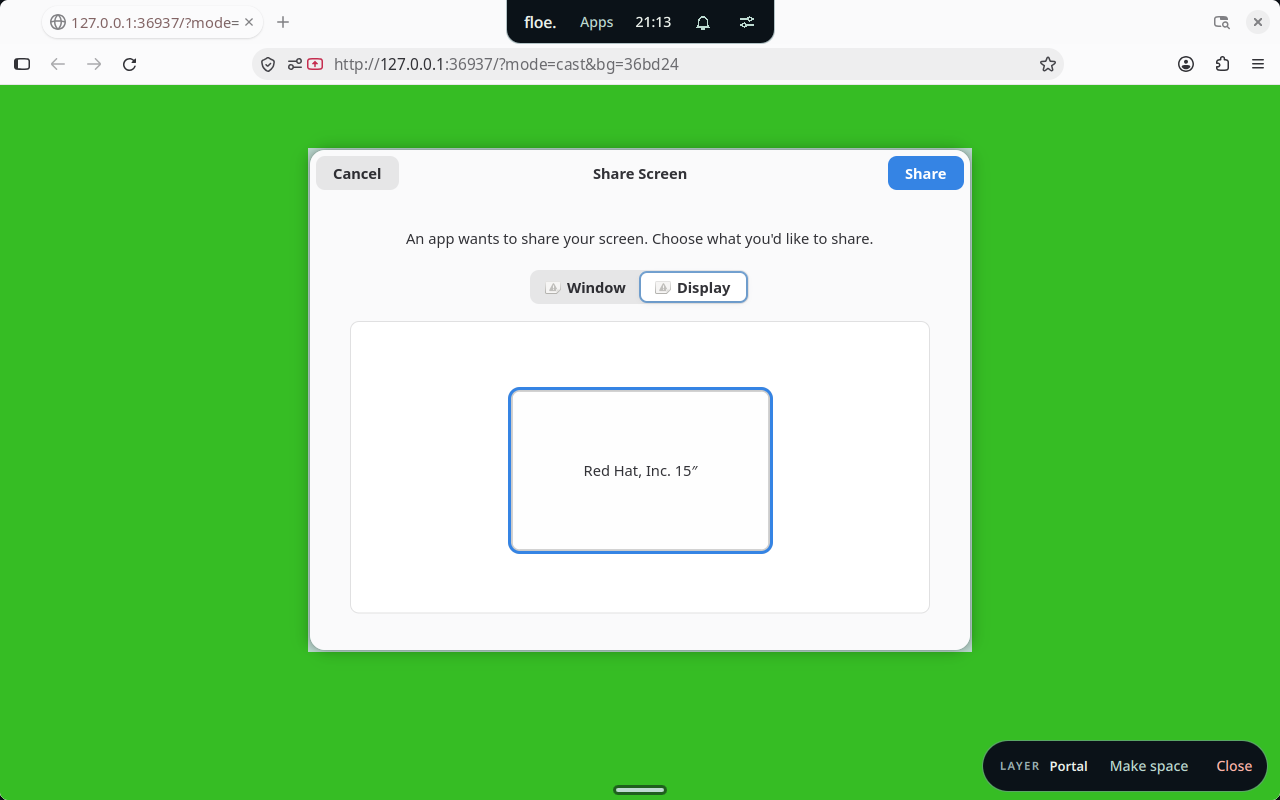 127.0.0.1:36937/?mode=
floe. Apps 21:13
http://127.0.0.1:36937/?mode=cast&bg=36bd24
Cancel Share Screen Share
An app wants to share your screen. Choose what you'd like to share.
Window Display
Red Hat, Inc. 15″
LAYER Portal Make space Close